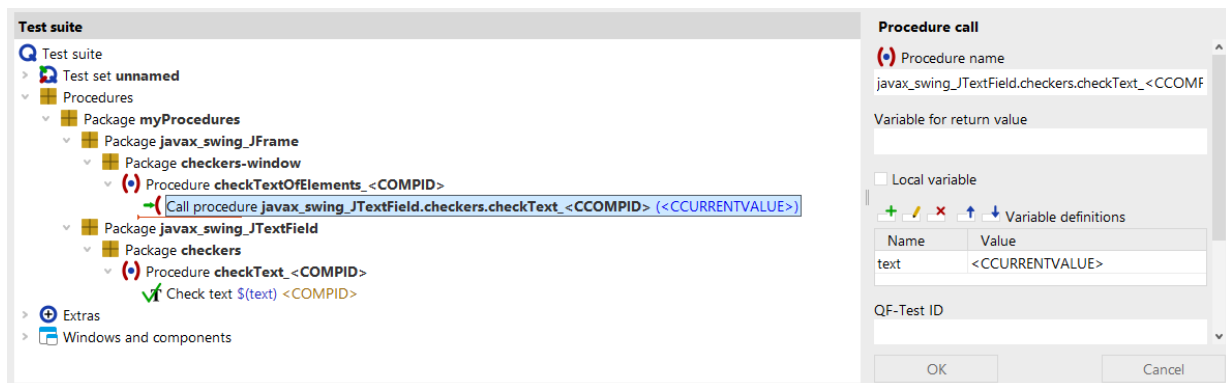 Test suite
Test suite
Test set unnamed
Procedures
Package myProcedures
Package javax_swing_JFrame
Package checkers-window
Procedure checkTextOfElements_<COMPID>
Call procedure javax_swing_JTextField.checkers.checkText_<CCOMPID> (<CCURRENTVALUE>)
Package javax_swing_JTextField
Package checkers
Procedure checkText_<COMPID>
Check text $(text) <COMPID>
Extras
Windows and components
Procedure call
Procedure name
javax_swing_JTextField.checkers.checkText_<CCOMP
Variable for return value
Local variable
Variable definitions
Name Value
text <CCURRENTVALUE>
QF-Test ID
OK Cancel